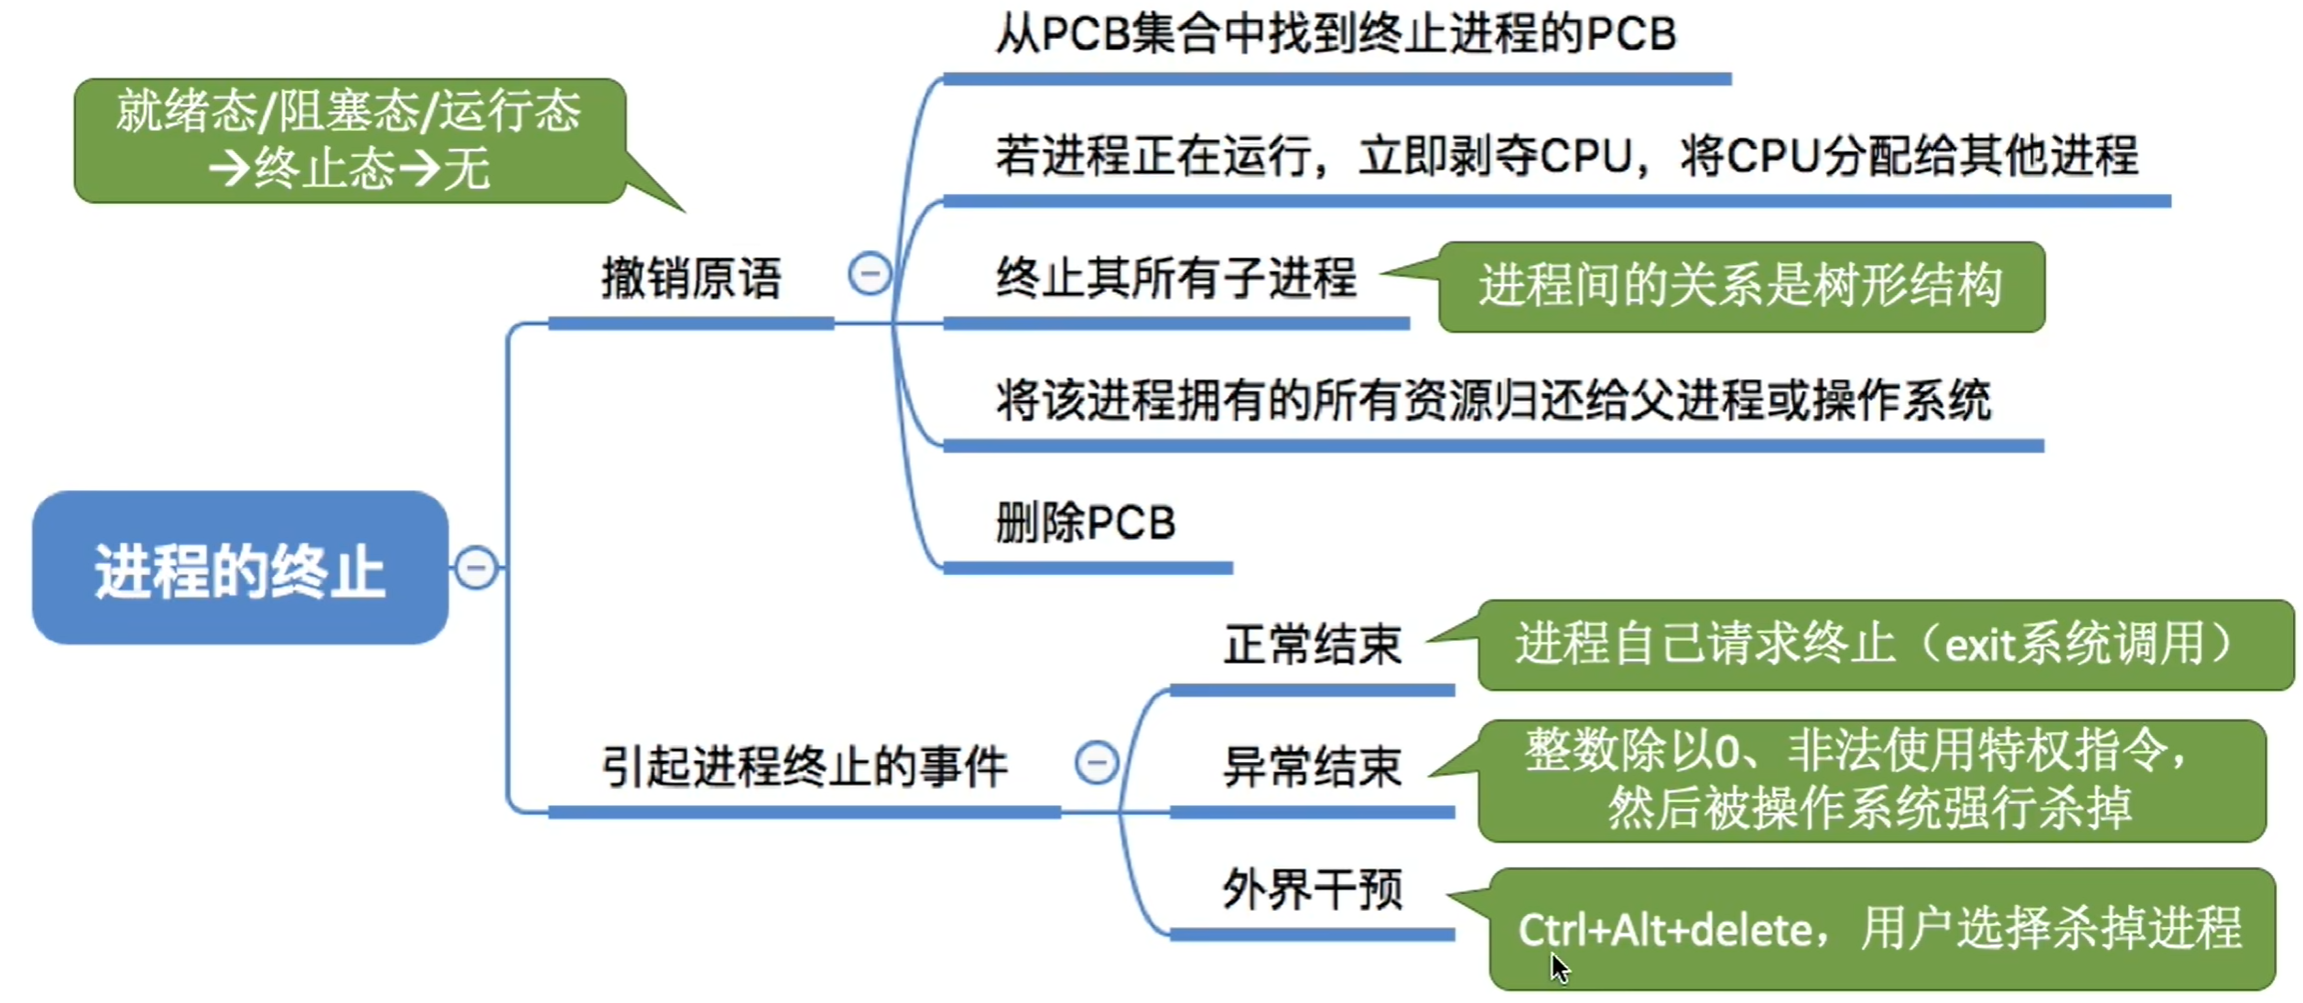 从PCB集合中找到终止进程的PCB
就绪态/阻塞态/运行态
→终止态→无
若进程正在运行，立即剥夺CPU，将CPU分配给其他进程
撤销原语
终止其所有子进程
进程间的关系是树形结构
将该进程拥有的所有资源归还给父进程或操作系统
删除PCB
进程的终止
正常结束
进程自己请求终止（exit系统调用）
引起进程终止的事件
异常结束
整数除以0、非法使用特权指令，
然后被操作系统强行杀掉
外界干预
Ctrl+Alt+delete，用户选择杀掉进程